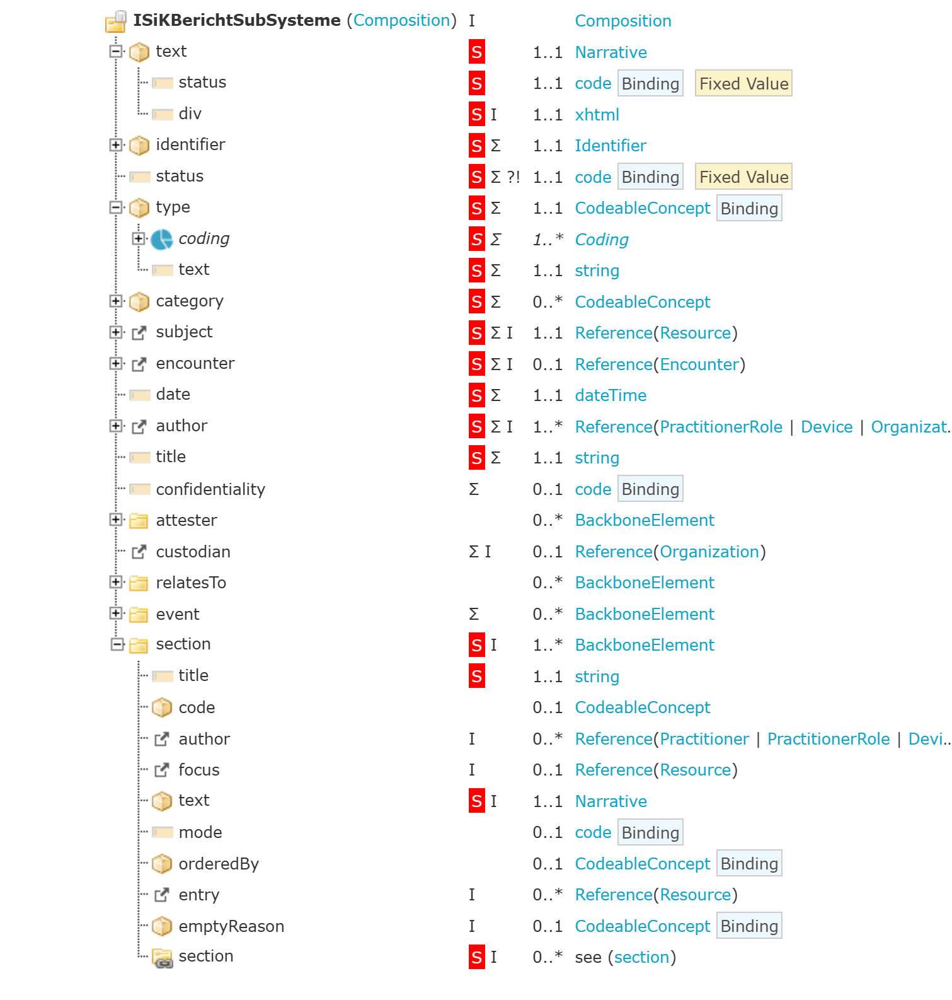 ISiKBerichtSubSysteme (Composition) I Composition
text S 1..1 Narrative
status S 1..1 code Binding Fixed Value
div S I 1..1 xhtml
identifier S Σ 1..1 Identifier
status S Σ ?! 1..1 code Binding Fixed Value
type S Σ 1..1 CodeableConcept Binding
coding S Σ 1..* Coding
text S Σ 1..1 string
category S Σ 0..* CodeableConcept
subject S Σ I 1..1 Reference(Resource)
encounter S Σ I 0..1 Reference(Encounter)
date S Σ 1..1 dateTime
author S Σ I 1..* Reference(PractitionerRole | Device | Organizat.
title S Σ 1..1 string
confidentiality Σ 0..1 code Binding
attester 0..* BackboneElement
custodian Σ I 0..1 Reference(Organization)
relatesTo 0..* BackboneElement
event Σ 0..* BackboneElement
section S I 1..* BackboneElement
title S 1..1 string
code 0..1 CodeableConcept
author I 0..* Reference(Practitioner | PractitionerRole | Devi..
focus I 0..1 Reference(Resource)
text S I 1..1 Narrative
mode 0..1 code Binding
orderedBy 0..1 CodeableConcept Binding
entry I 0..* Reference(Resource)
emptyReason I 0..1 CodeableConcept Binding
section S I 0..* see (section)